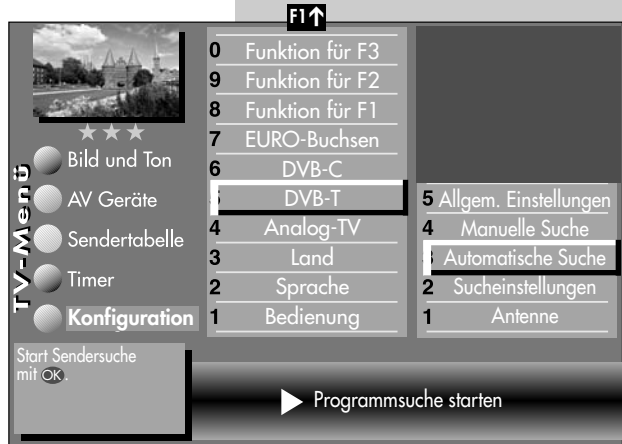 F1↑
TV-Menü
Bild und Ton
AV Geräte
Sendertabelle
Timer
Konfiguration
0 Funktion für F3
9 Funktion für F2
8 Funktion für F1
7 EURO-Buchsen
6 DVB-C
5 DVB-T
4 Analog-TV
3 Land
2 Sprache
1 Bedienung
5 Allgem. Einstellungen
4 Manuelle Suche
3 Automatische Suche
2 Sucheinstellungen
1 Antenne
Start Sendersuche
mit OK.
Programmsuche starten